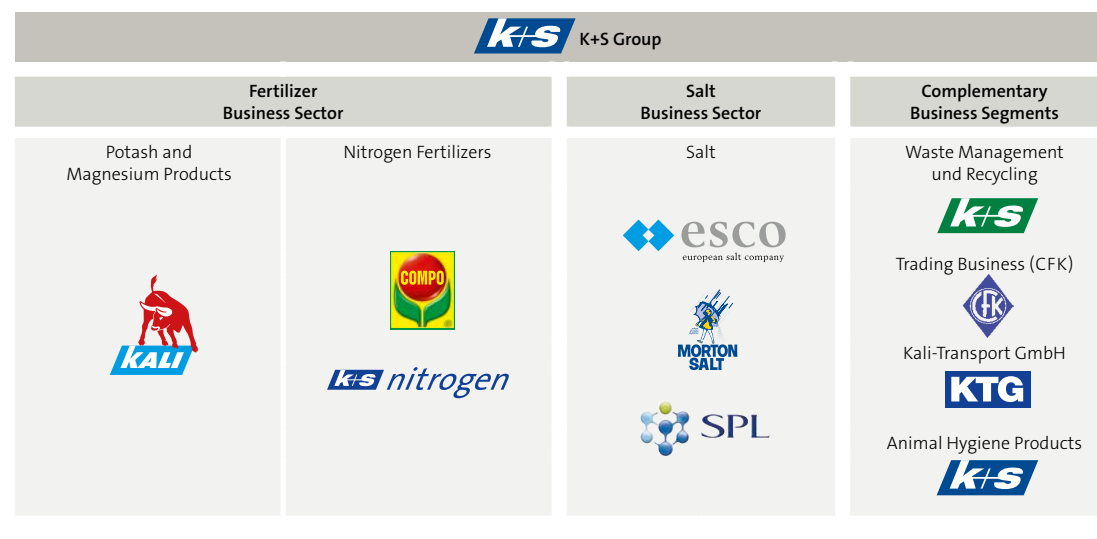 K+S K+S Group
Fertilizer
Business Sector
Salt
Business Sector
Complementary
Business Segments
Potash and
Magnesium Products
KALI
Nitrogen Fertilizers
COMPO
K+S nitrogen
Salt
esco
european salt company
MORTON
SALT
SPL
Waste Management
und Recycling
K+S
Trading Business (CFK)
CFK
Kali-Transport GmbH
KTG
Animal Hygiene Products
K+S